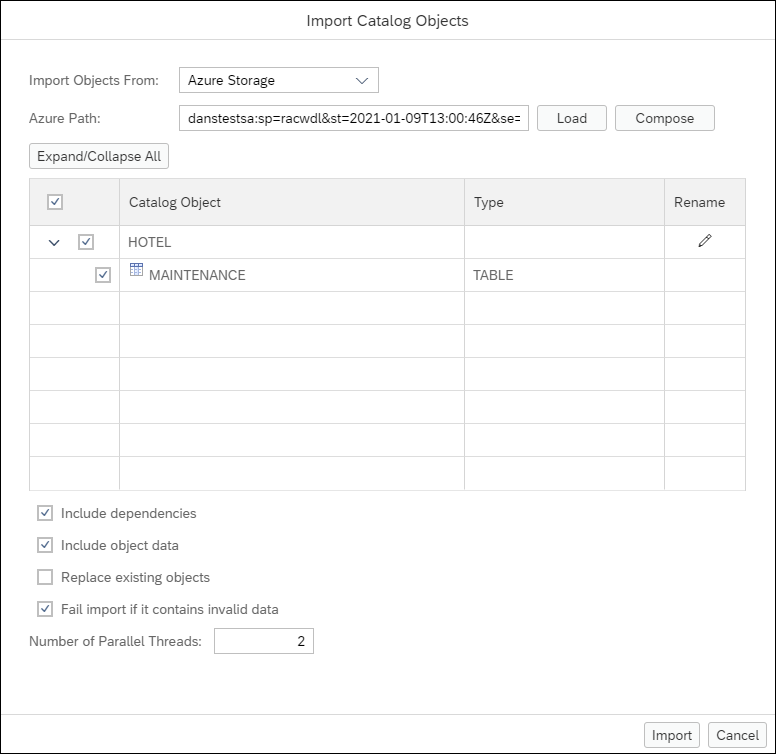 Import Catalog Objects
Import Objects From: Azure Storage
Azure Path: danstestsa:sp=racwdl&st=2021-01-09T13:00:46Z&se= Load Compose
Expand/Collapse All
Catalog Object Type Rename
HOTEL
MAINTENANCE TABLE
Include dependencies
Include object data
Replace existing objects
Fail import if it contains invalid data
Number of Parallel Threads: 2
Import Cancel